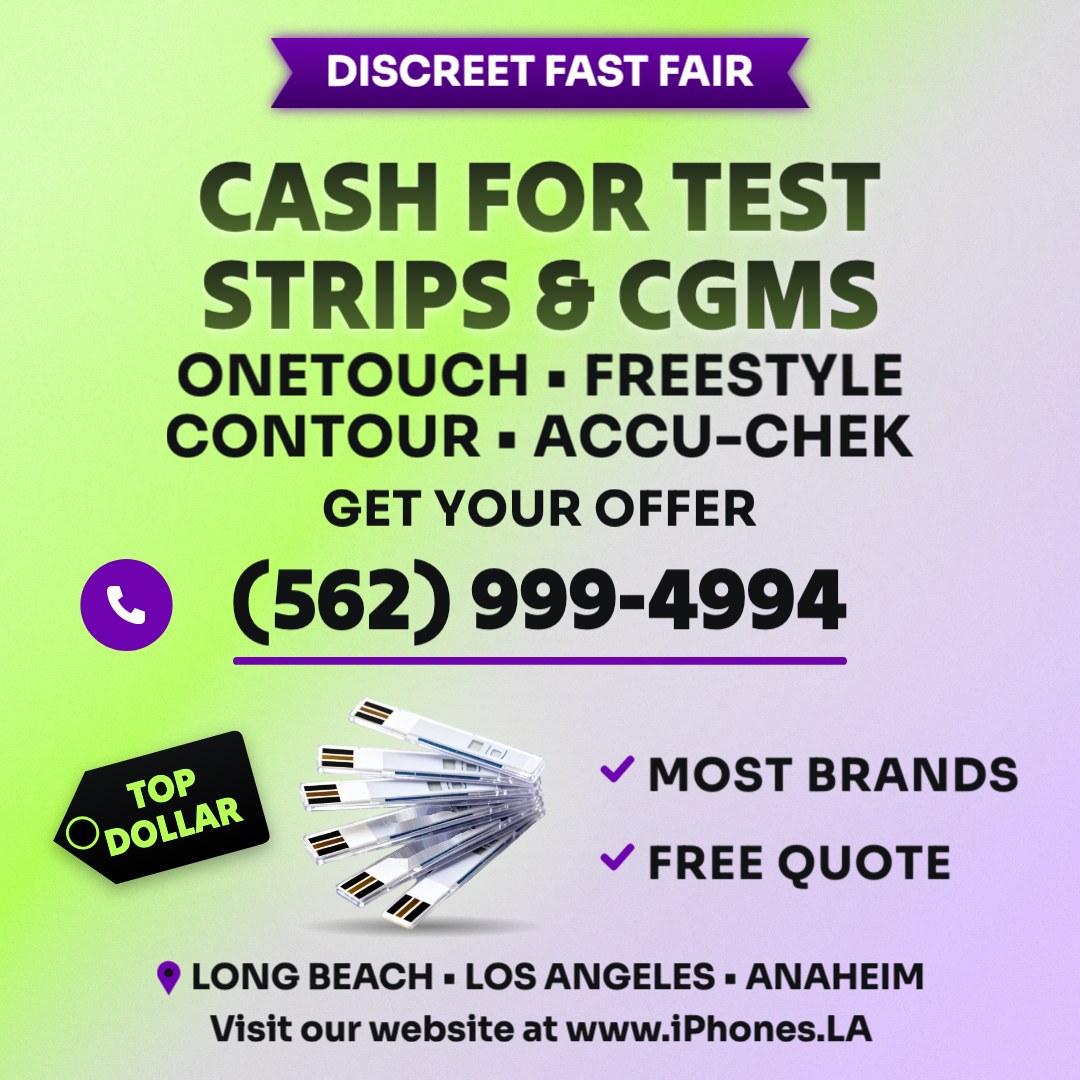 DISCREET FAST FAIR
CASH FOR TEST
STRIPS & CGMS
ONETOUCH ▪ FREESTYLE
CONTOUR ▪ ACCU-CHEK
GET YOUR OFFER
(562) 999-4994
TOP
DOLLAR
MOST BRANDS
FREE QUOTE
LONG BEACH ▪ LOS ANGELES ▪ ANAHEIM
Visit our website at www.iPhones.LA